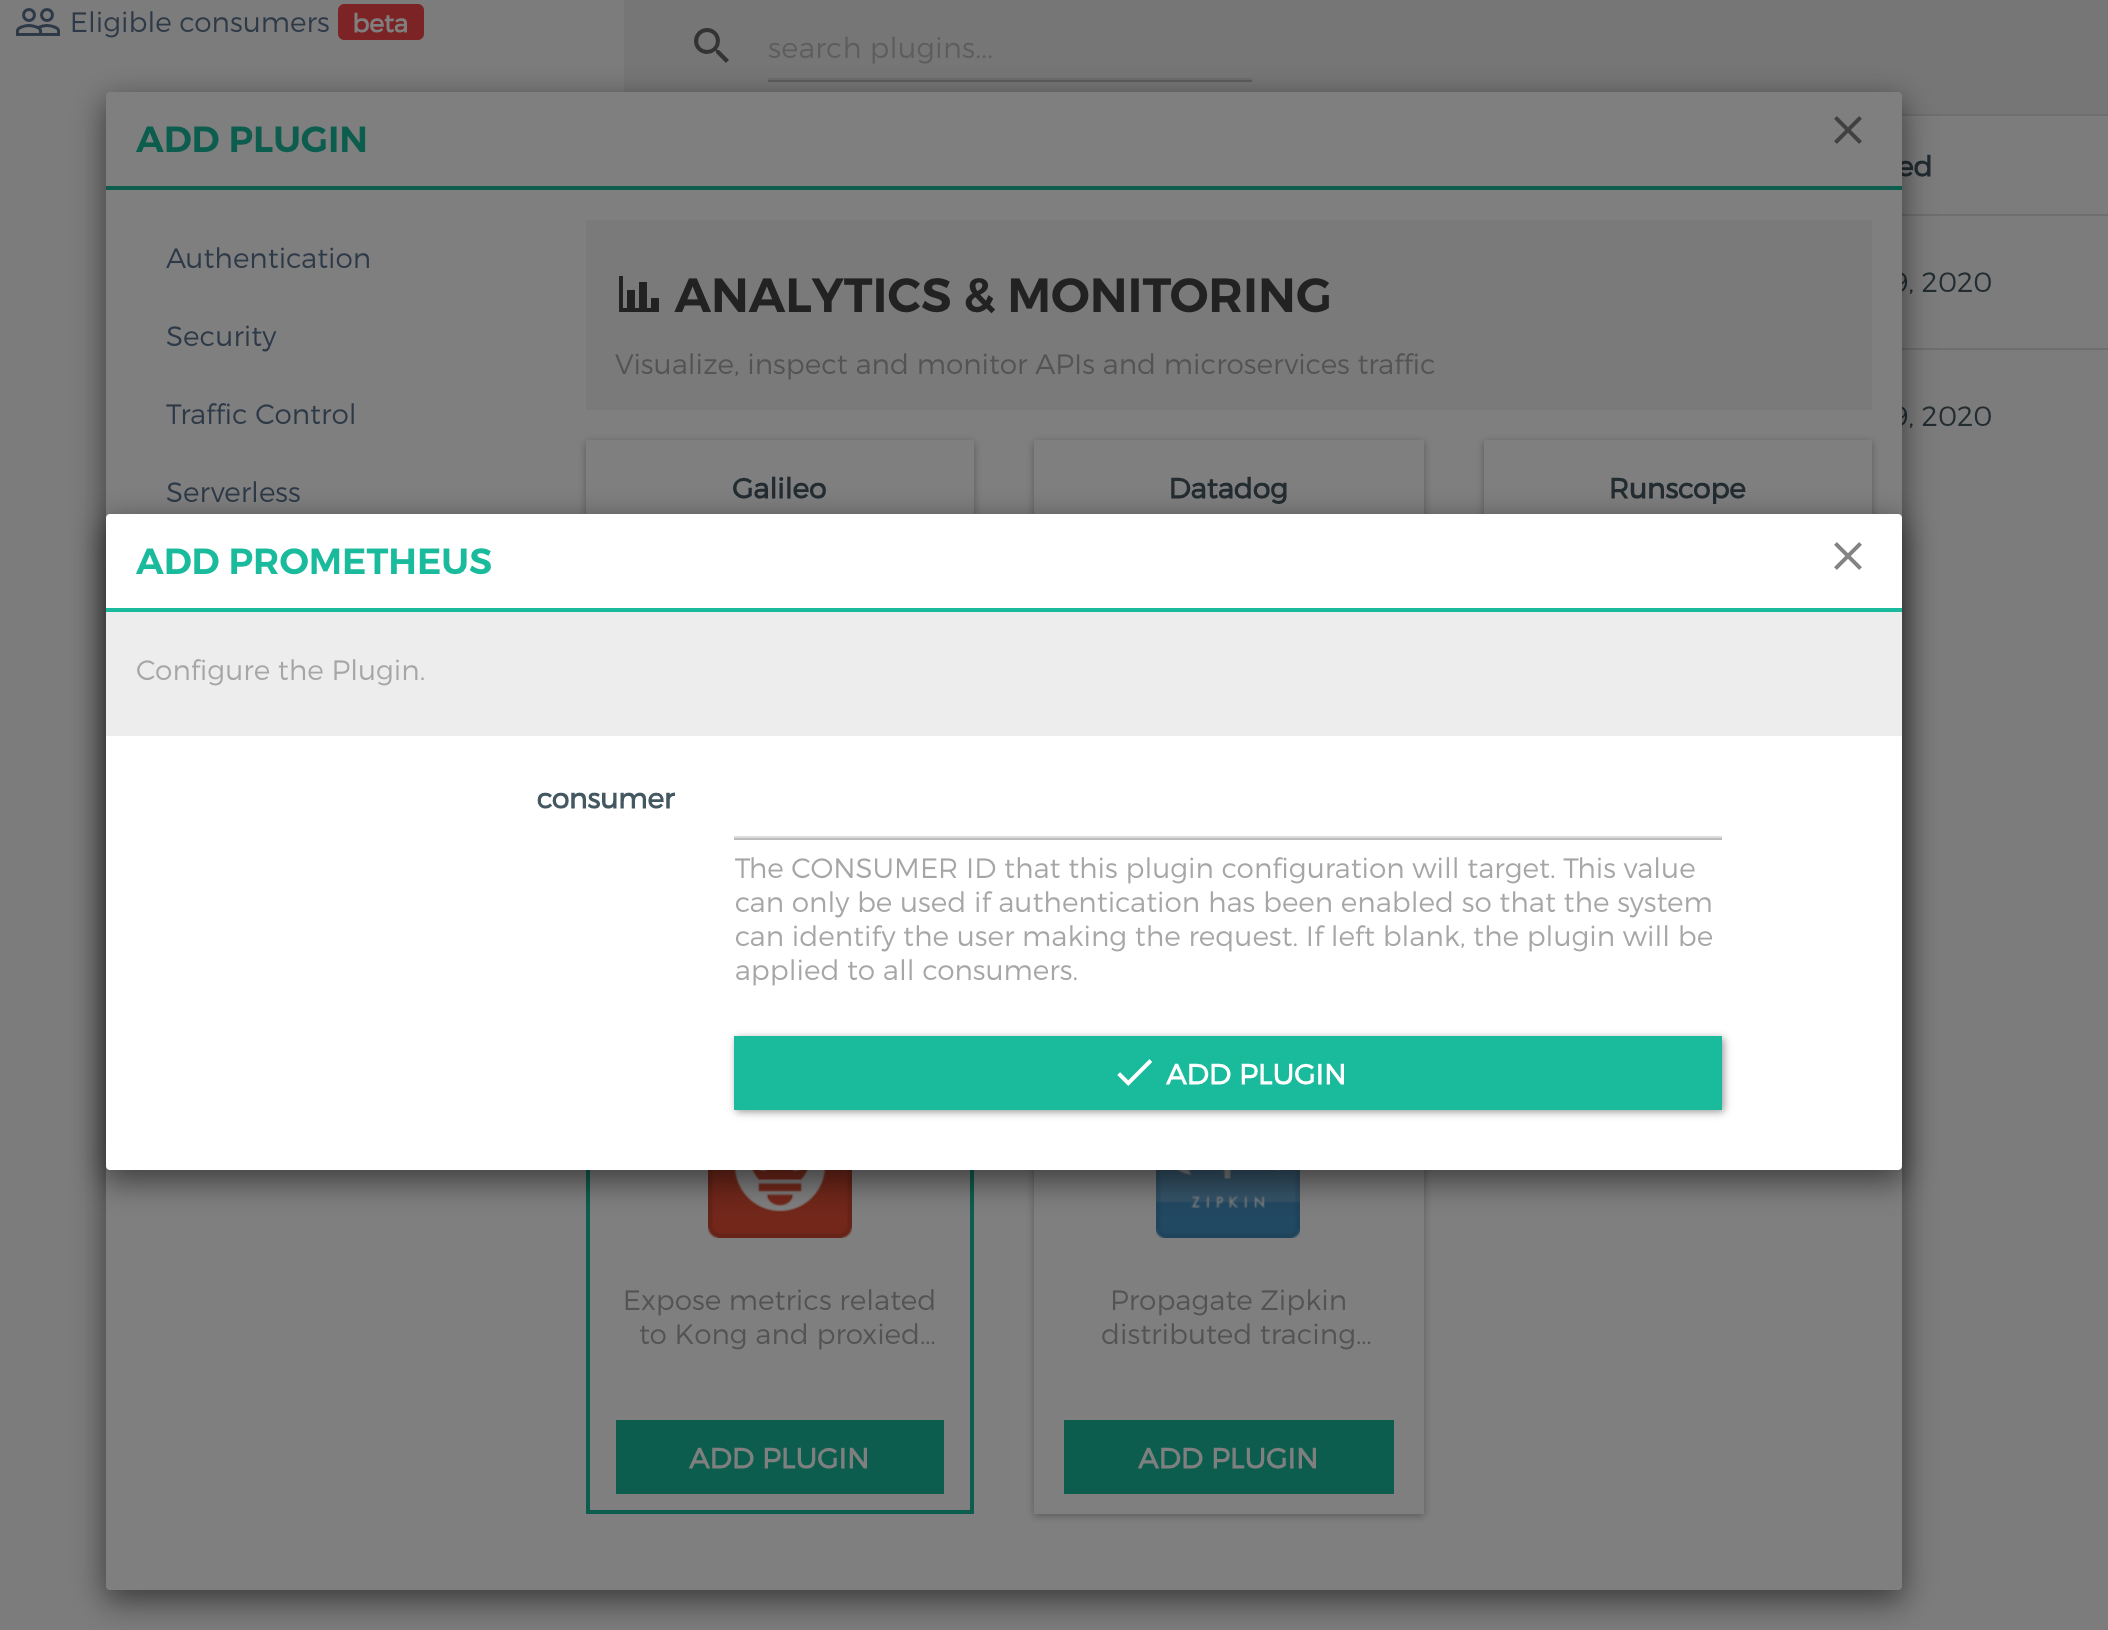 Eligible consumers beta
search plugins...
ADD PLUGIN
ed
Authentication
ANALYTICS & MONITORING
9, 2020
Security
Visualize, inspect and monitor APIs and microservices traffic
Traffic Control
9, 2020
Serverless
Galileo
Datadog
Runscope
ADD PROMETHEUS
Configure the Plugin.
consumer
The CONSUMER ID that this plugin configuration will target. This value
can only be used if authentication has been enabled so that the system
can identify the user making the request. If left blank, the plugin will be
applied to all consumers.
ADD PLUGIN
ZIPKIN
Expose metrics related
to Kong and proxied...
Propagate Zipkin
distributed tracing...
ADD PLUGIN
ADD PLUGIN